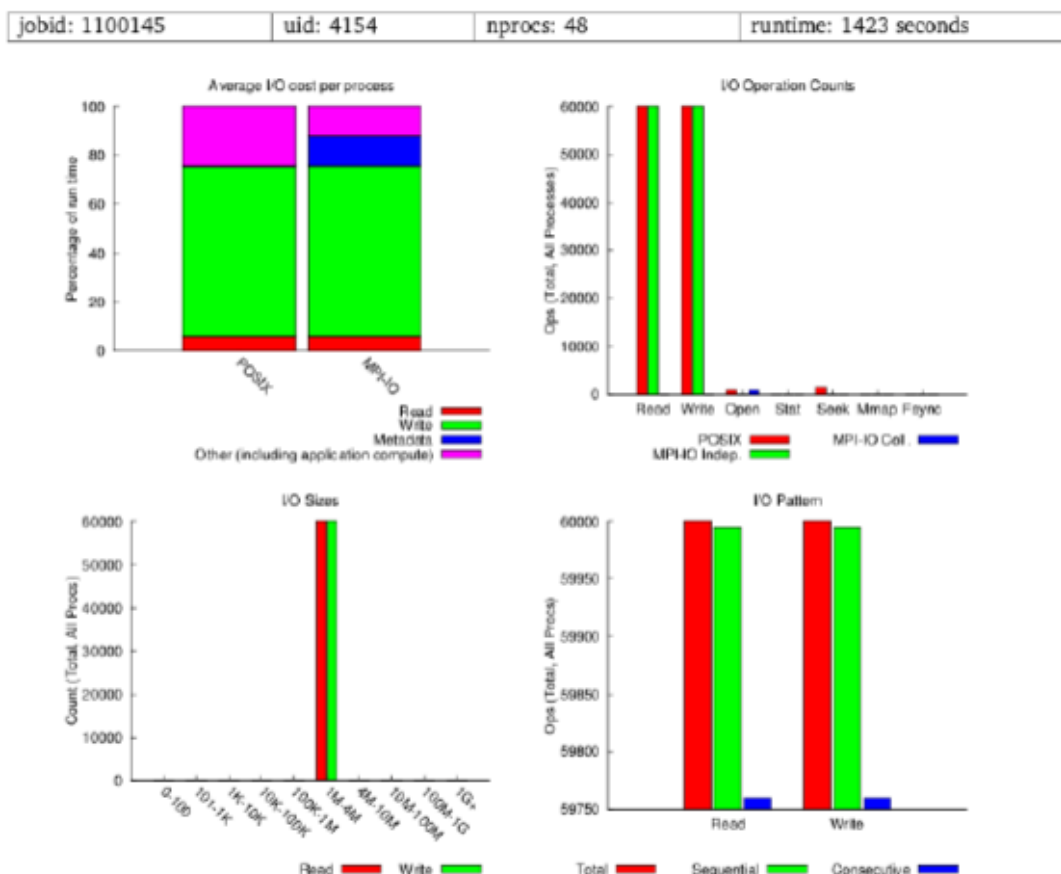 jobid: 1100145 uid: 4154 nprocs: 48 runtime: 1423 seconds
Average I/O cost per process
Percentage of run time
100
80
60
40
20
0
POSIX
MPI-IO
Read
Write
Metadata
Other (including application compute)
I/O Operation Counts
Ops (Total, All Processes)
60000
50000
40000
30000
20000
10000
0
Read Write Open Stat Seek Mmap Fsync
POSIX MPI-IO Coll.
MPI-IO Indep.
I/O Sizes
Count (Total, All Procs)
60000
50000
40000
30000
20000
10000
0
0-100
101-1K
1K-10K
10K-100K
100K-1M
1M-4M
4M-10M
10M-100M
100M-1G
1G+
Read Write
I/O Pattern
Ops (Total, All Procs)
60000
59950
59900
59850
59800
59750
Read Write
Total Sequential Consecutive